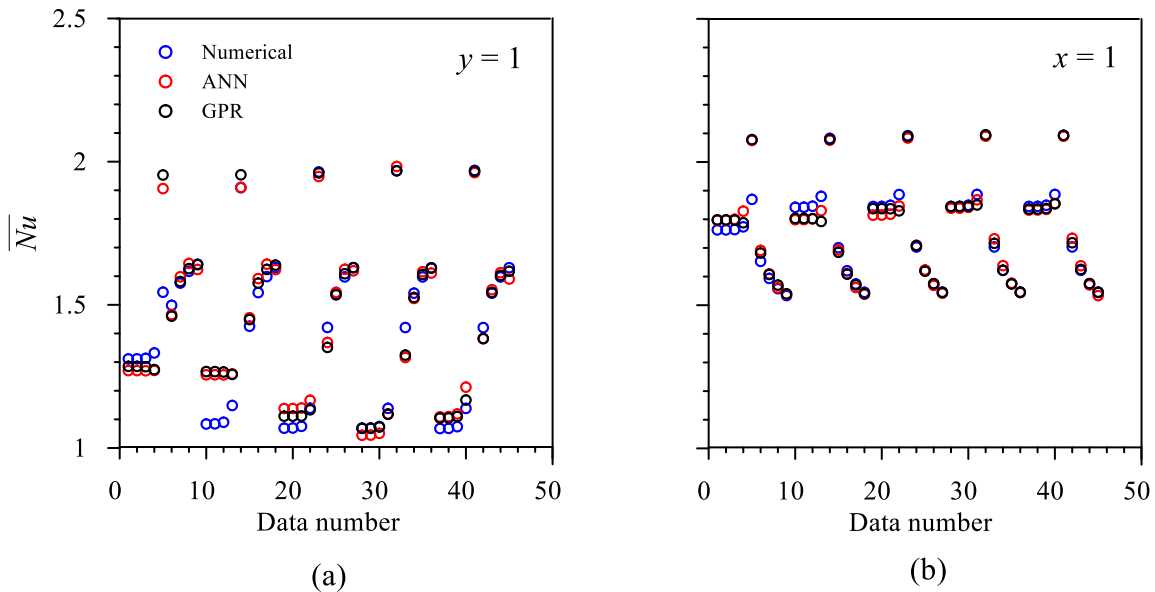 2.5
2
1.5
1
Nu
Numerical
ANN
GPR
y = 1
0 10 20 30 40 50
Data number
(a)
x = 1
0 10 20 30 40 50
Data number
(b)